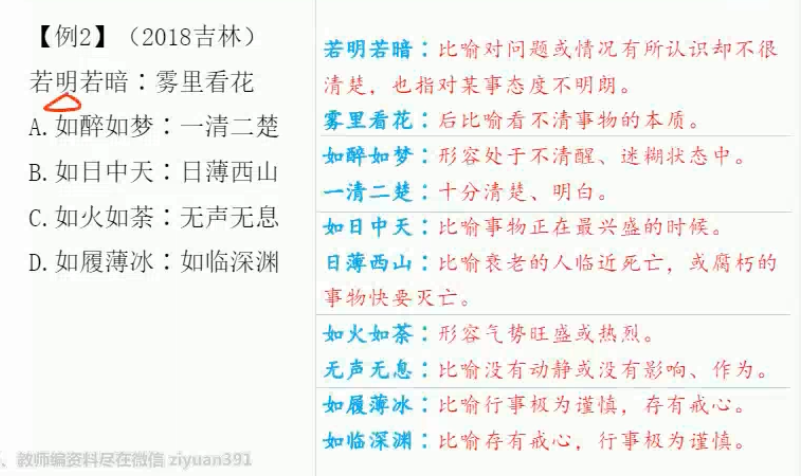 【例2】（2018吉林）
若明若暗：雾里看花
A.如醉如梦：一清二楚
B.如日中天：日薄西山
C.如火如荼：无声无息
D.如履薄冰：如临深渊
若明若暗：比喻对问题或情况有所认识却不很
清楚，也指对某事态度不明朗。
雾里看花：后比喻看不清事物的本质。
如醉如梦：形容处于不清醒、迷糊状态中。
一清二楚：十分清楚、明白。
如日中天：比喻事物正在最兴盛的时候。
日薄西山：比喻衰老的人临近死亡，或腐朽的
事物快要灭亡。
如火如荼：形容气势旺盛或热烈。
无声无息：比喻没有动静或没有影响、作为。
如履薄冰：比喻行事极为谨慎，存有戒心。
如临深渊：比喻存有戒心，行事极为谨慎。
、教师编资料尽在微信 ziyuan391